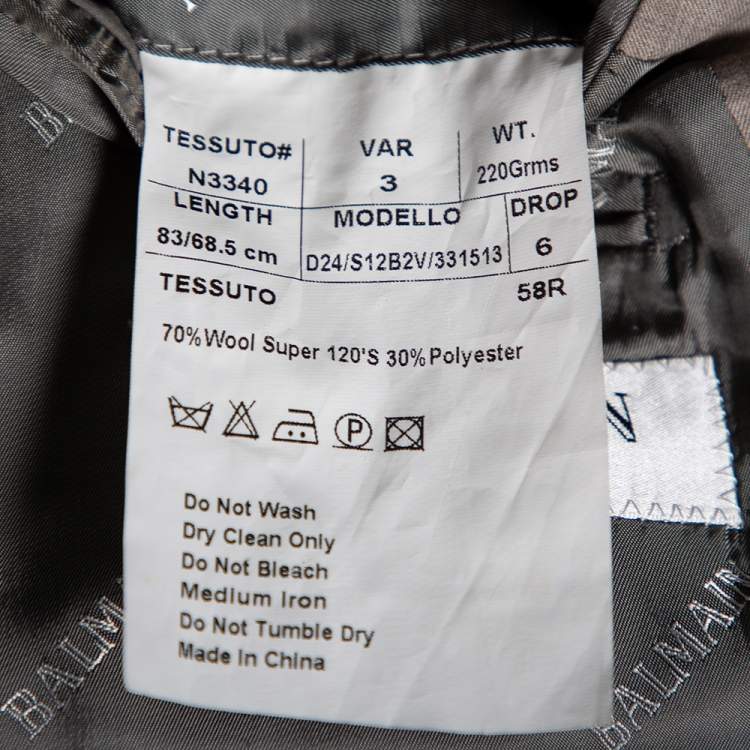 TESSUTO# VAR WT.
N3340 3 220Grms
LENGTH MODELLO DROP
83/68.5 cm D24/S12B2V/331513 6
TESSUTO 58R
70%Wool Super 120'S 30%Polyester
P
Do Not Wash
Dry Clean Only
Do Not Bleach
Medium Iron
Do Not Tumble Dry
Made In China
N
BALM
BALMAIN